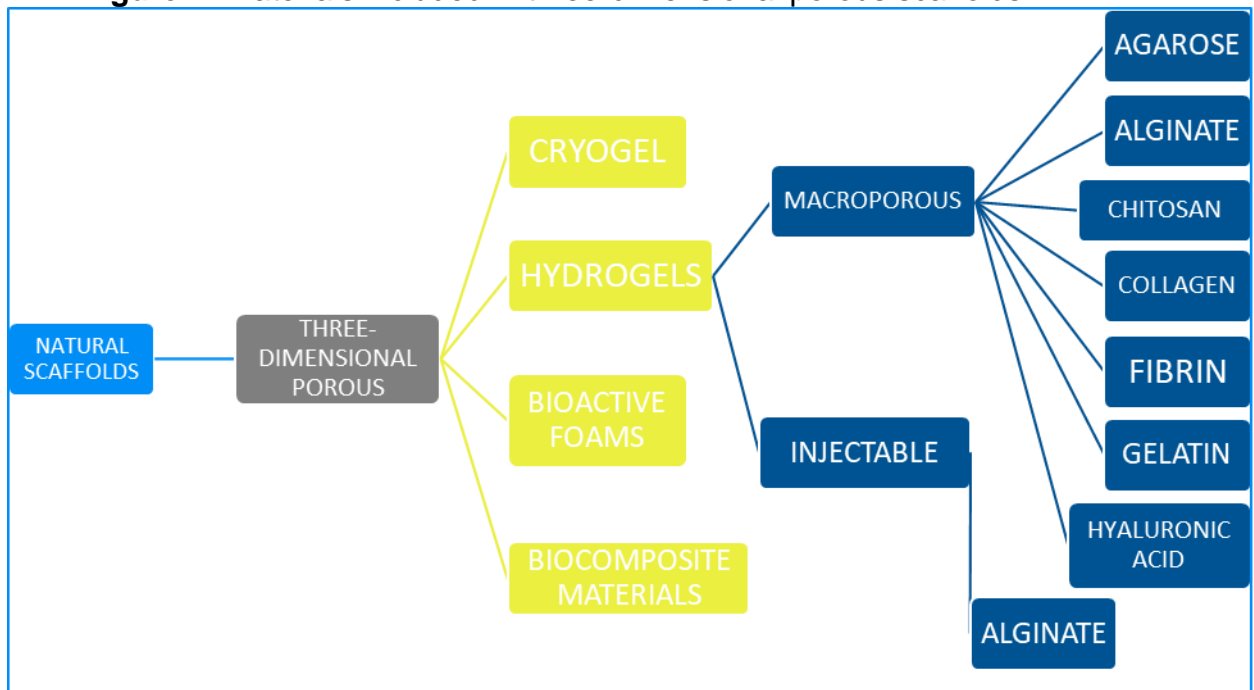 NATURAL
SCAFFOLDS
THREE-
DIMENSIONAL
POROUS
CRYOGEL
HYDROGELS
BIOACTIVE
FOAMS
BIOCOMPOSITE
MATERIALS
MACROPOROUS
INJECTABLE
AGAROSE
ALGINATE
CHITOSAN
COLLAGEN
FIBRIN
GELATIN
HYALURONIC
ACID
ALGINATE